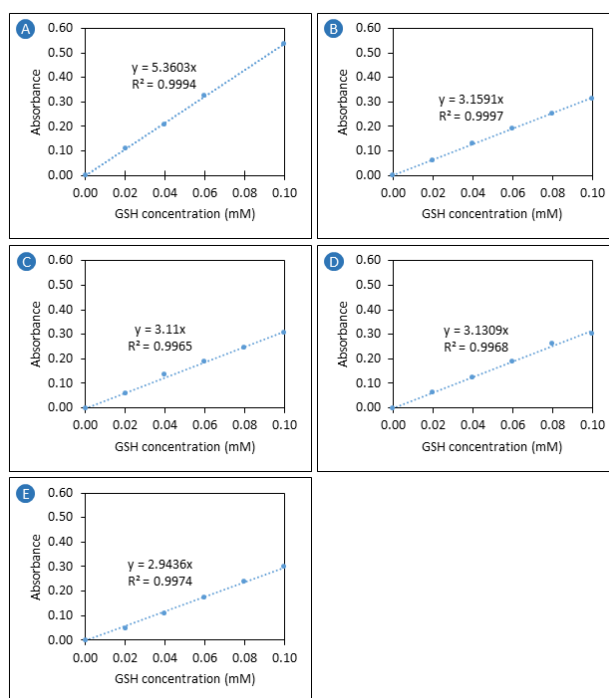 A
0.60
0.50
0.40
0.30
0.20
0.10
0.00
Absorbance
y = 5.3603x
R² = 0.9994
0.00 0.02 0.04 0.06 0.08 0.10
GSH concentration (mM)
B
0.60
0.50
0.40
0.30
0.20
0.10
0.00
Absorbance
y = 3.1591x
R² = 0.9997
0.00 0.02 0.04 0.06 0.08 0.10
GSH concentration (mM)
C
0.60
0.50
0.40
0.30
0.20
0.10
0.00
Absorbance
y = 3.11x
R² = 0.9965
0.00 0.02 0.04 0.06 0.08 0.10
GSH concentration (mM)
D
0.60
0.50
0.40
0.30
0.20
0.10
0.00
Absorbance
y = 3.1309x
R² = 0.9968
0.00 0.02 0.04 0.06 0.08 0.10
GSH concentration (mM)
E
0.60
0.50
0.40
0.30
0.20
0.10
0.00
Absorbance
y = 2.9436x
R² = 0.9974
0.00 0.02 0.04 0.06 0.08 0.10
GSH concentration (mM)